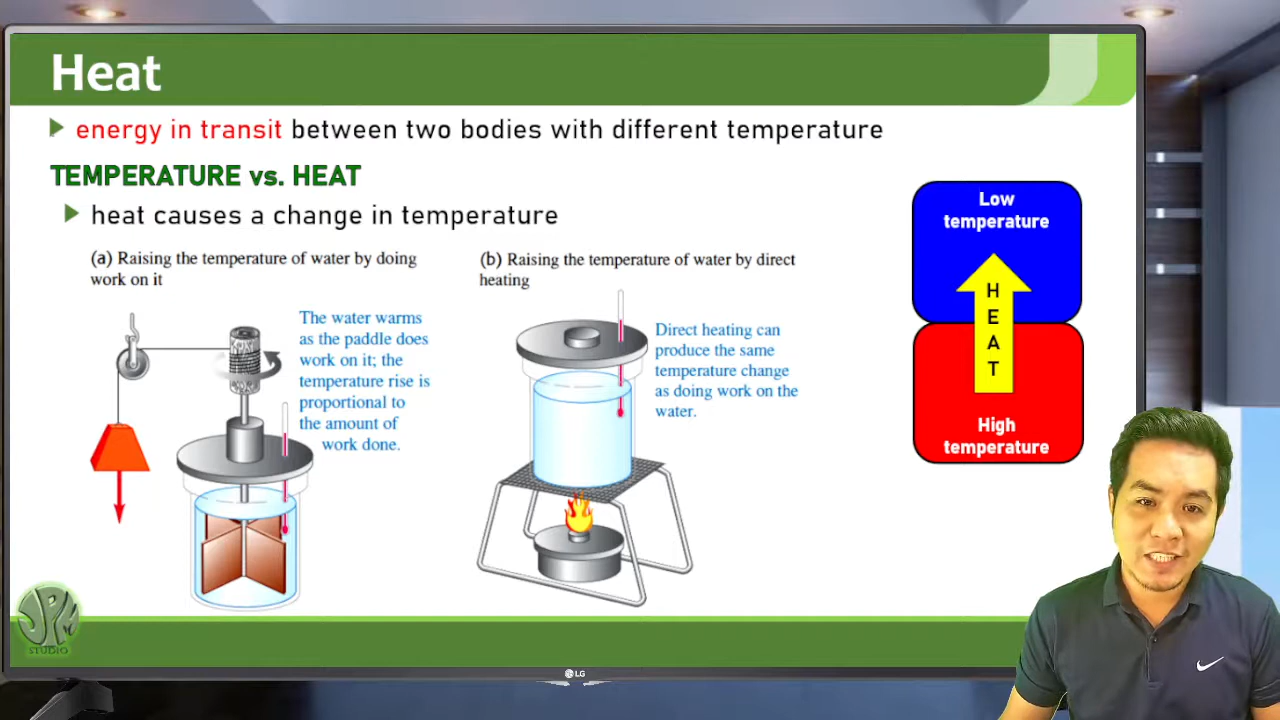 Heat
energy in transit between two bodies with different temperature
TEMPERATURE vs. HEAT
heat causes a change in temperature
(a) Raising the temperature of water by doing
work on it
The water warms
as the paddle does
work on it; the
temperature rise is
proportional to
the amount of
work done.
(b) Raising the temperature of water by direct
heating
Direct heating can
produce the same
temperature change
as doing work on the
water.
Low
temperature
H
E
A
T
High
temperature
JPM
STUDIO
LG